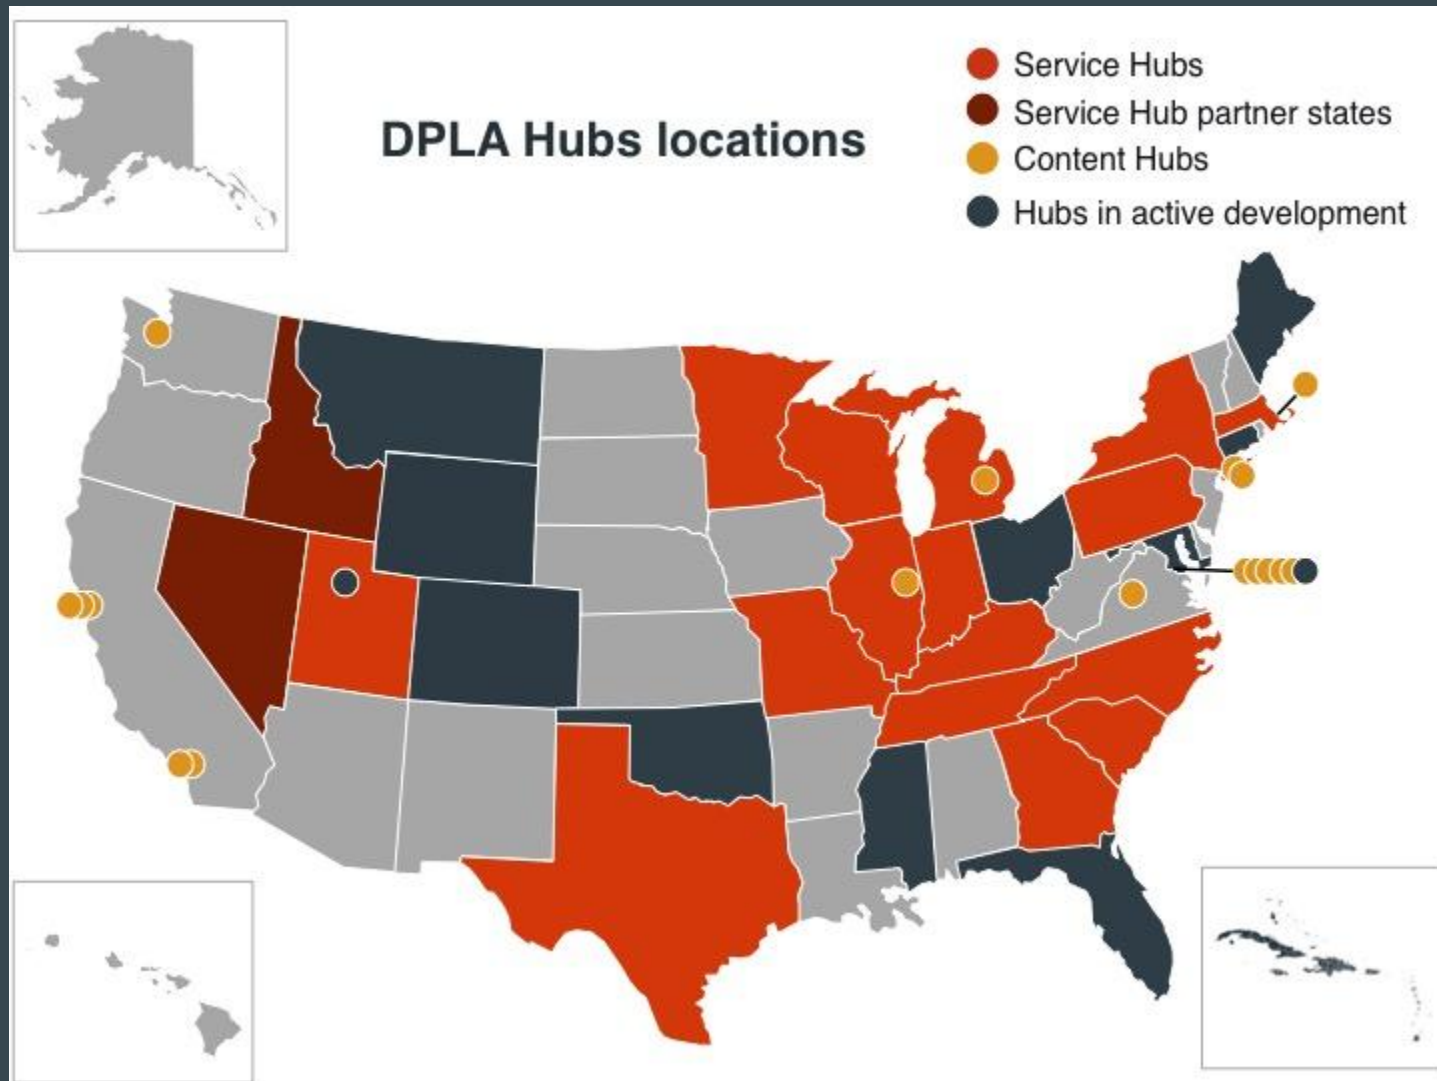 DPLA Hubs locations
Service Hubs
Service Hub partner states
Content Hubs
Hubs in active development